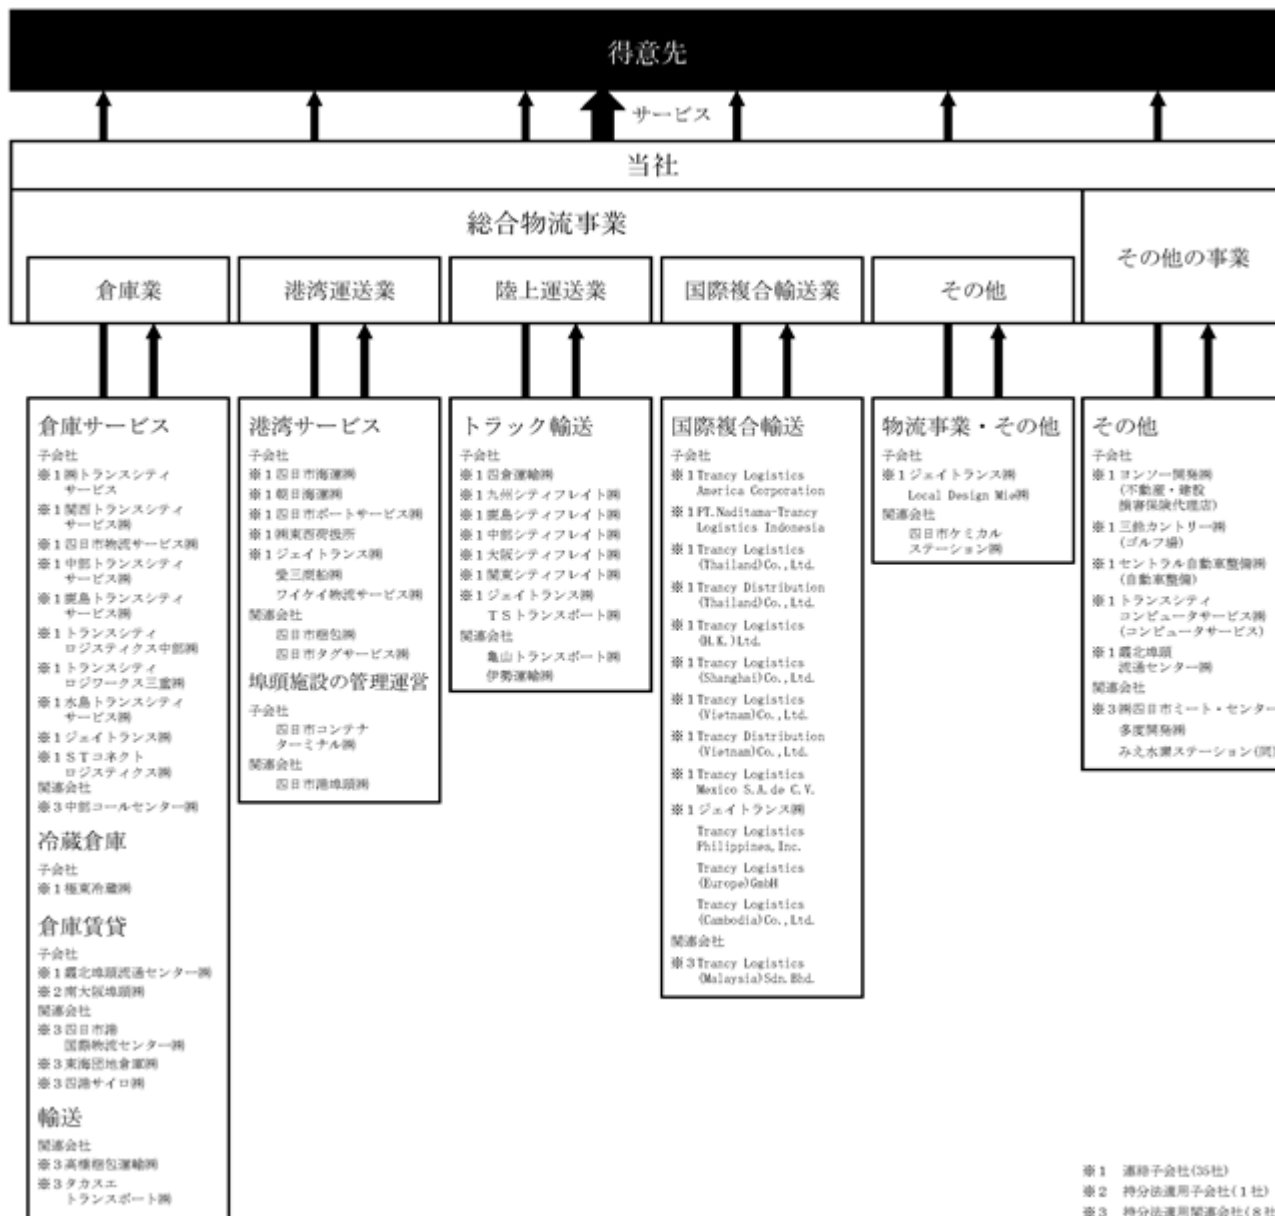 得意先
サービス
当社
総合物流事業
その他の事業
倉庫業
港湾運送業
陸上運送業
国際複合輸送業
その他
倉庫サービス
子会社
※1㈱トランスシティ
サービス
※1関西トランスシティ
サービス㈱
※1四日市物流サービス㈱
※1中部トランスシティ
サービス㈱
※1鹿島トランスシティ
サービス㈱
※1トランスシティ
ロジスティクス中部㈱
※1トランスシティ
ロジワークス三重㈱
※1水島トランスシティ
サービス㈱
※1ジェイトランス㈱
※1STコネクト
ロジスティクス㈱
関連会社
※3中部コールセンター㈱
冷蔵倉庫
子会社
※1極東冷蔵㈱
倉庫賃貸
子会社
※1霞北埠頭流通センター㈱
※2南大阪埠頭㈱
関連会社
※3四日市港
国際物流センター㈱
※3東海団地倉庫㈱
※3四港サイロ㈱
輸送
関連会社
※3高橋梱包運輸㈱
※3タカスエ
トランスポート㈱
港湾サービス
子会社
※1四日市海運㈱
※1朝日海運㈱
※1四日市ポートサービス㈱
※1㈱東西荷扱所
※1ジェイトランス㈱
愛三商船㈱
ワイケイ物流サービス㈱
関連会社
四日市梱包㈱
四日市タグサービス㈱
埠頭施設の管理運営
子会社
四日市コンテナ
ターミナル㈱
関連会社
四日市港埠頭㈱
トラック輸送
子会社
※1四倉運輸㈱
※1九州シティフレイト㈱
※1鹿島シティフレイト㈱
※1中部シティフレイト㈱
※1大阪シティフレイト㈱
※1関東シティフレイト㈱
※1ジェイトランス㈱
TSトランスポート㈱
関連会社
亀山トランスポート㈱
伊勢運輸㈱
国際複合輸送
子会社
※1Trancy Logistics
America Corporation
※1PT.Naditama-Trancy
Logistics Indonesia
※1Trancy Logistics
(Thailand)Co.,Ltd.
※1Trancy Distribution
(Thailand)Co.,Ltd.
※1Trancy Logistics
(H.K.)Ltd.
※1Trancy Logistics
(Shanghai)Co.,Ltd.
※1Trancy Logistics
(Vietnam)Co.,Ltd.
※1Trancy Distribution
(Vietnam)Co.,Ltd.
※1Trancy Logistics
Mexico S.A.de C.V.
※1ジェイトランス㈱
Trancy Logistics
Philippines,Inc.
Trancy Logistics
(Europe)GmbH
Trancy Logistics
(Cambodia)Co.,Ltd.
関連会社
※3Trancy Logistics
(Malaysia)Sdn.Bhd.
物流事業・その他
子会社
※1ジェイトランス㈱
Local Design Mie㈱
関連会社
四日市ケミカル
ステーション㈱
その他
子会社
※1ヨンソー開発㈱
(不動産・建設
損害保険代理店)
※1三鈴カントリー㈱
(ゴルフ場)
※1セントラル自動車整備㈱
(自動車整備)
※1トランスシティ
コンピュータサービス㈱
(コンピュータサービス)
※1霞北埠頭
流通センター㈱
関連会社
※3㈱四日市ミート・センター
多度開発㈱
みえ水素ステーション(同)
※1 連結子会社(35社)
※2 持分法適用子会社(1社)
※3 持分法適用関連会社(8社